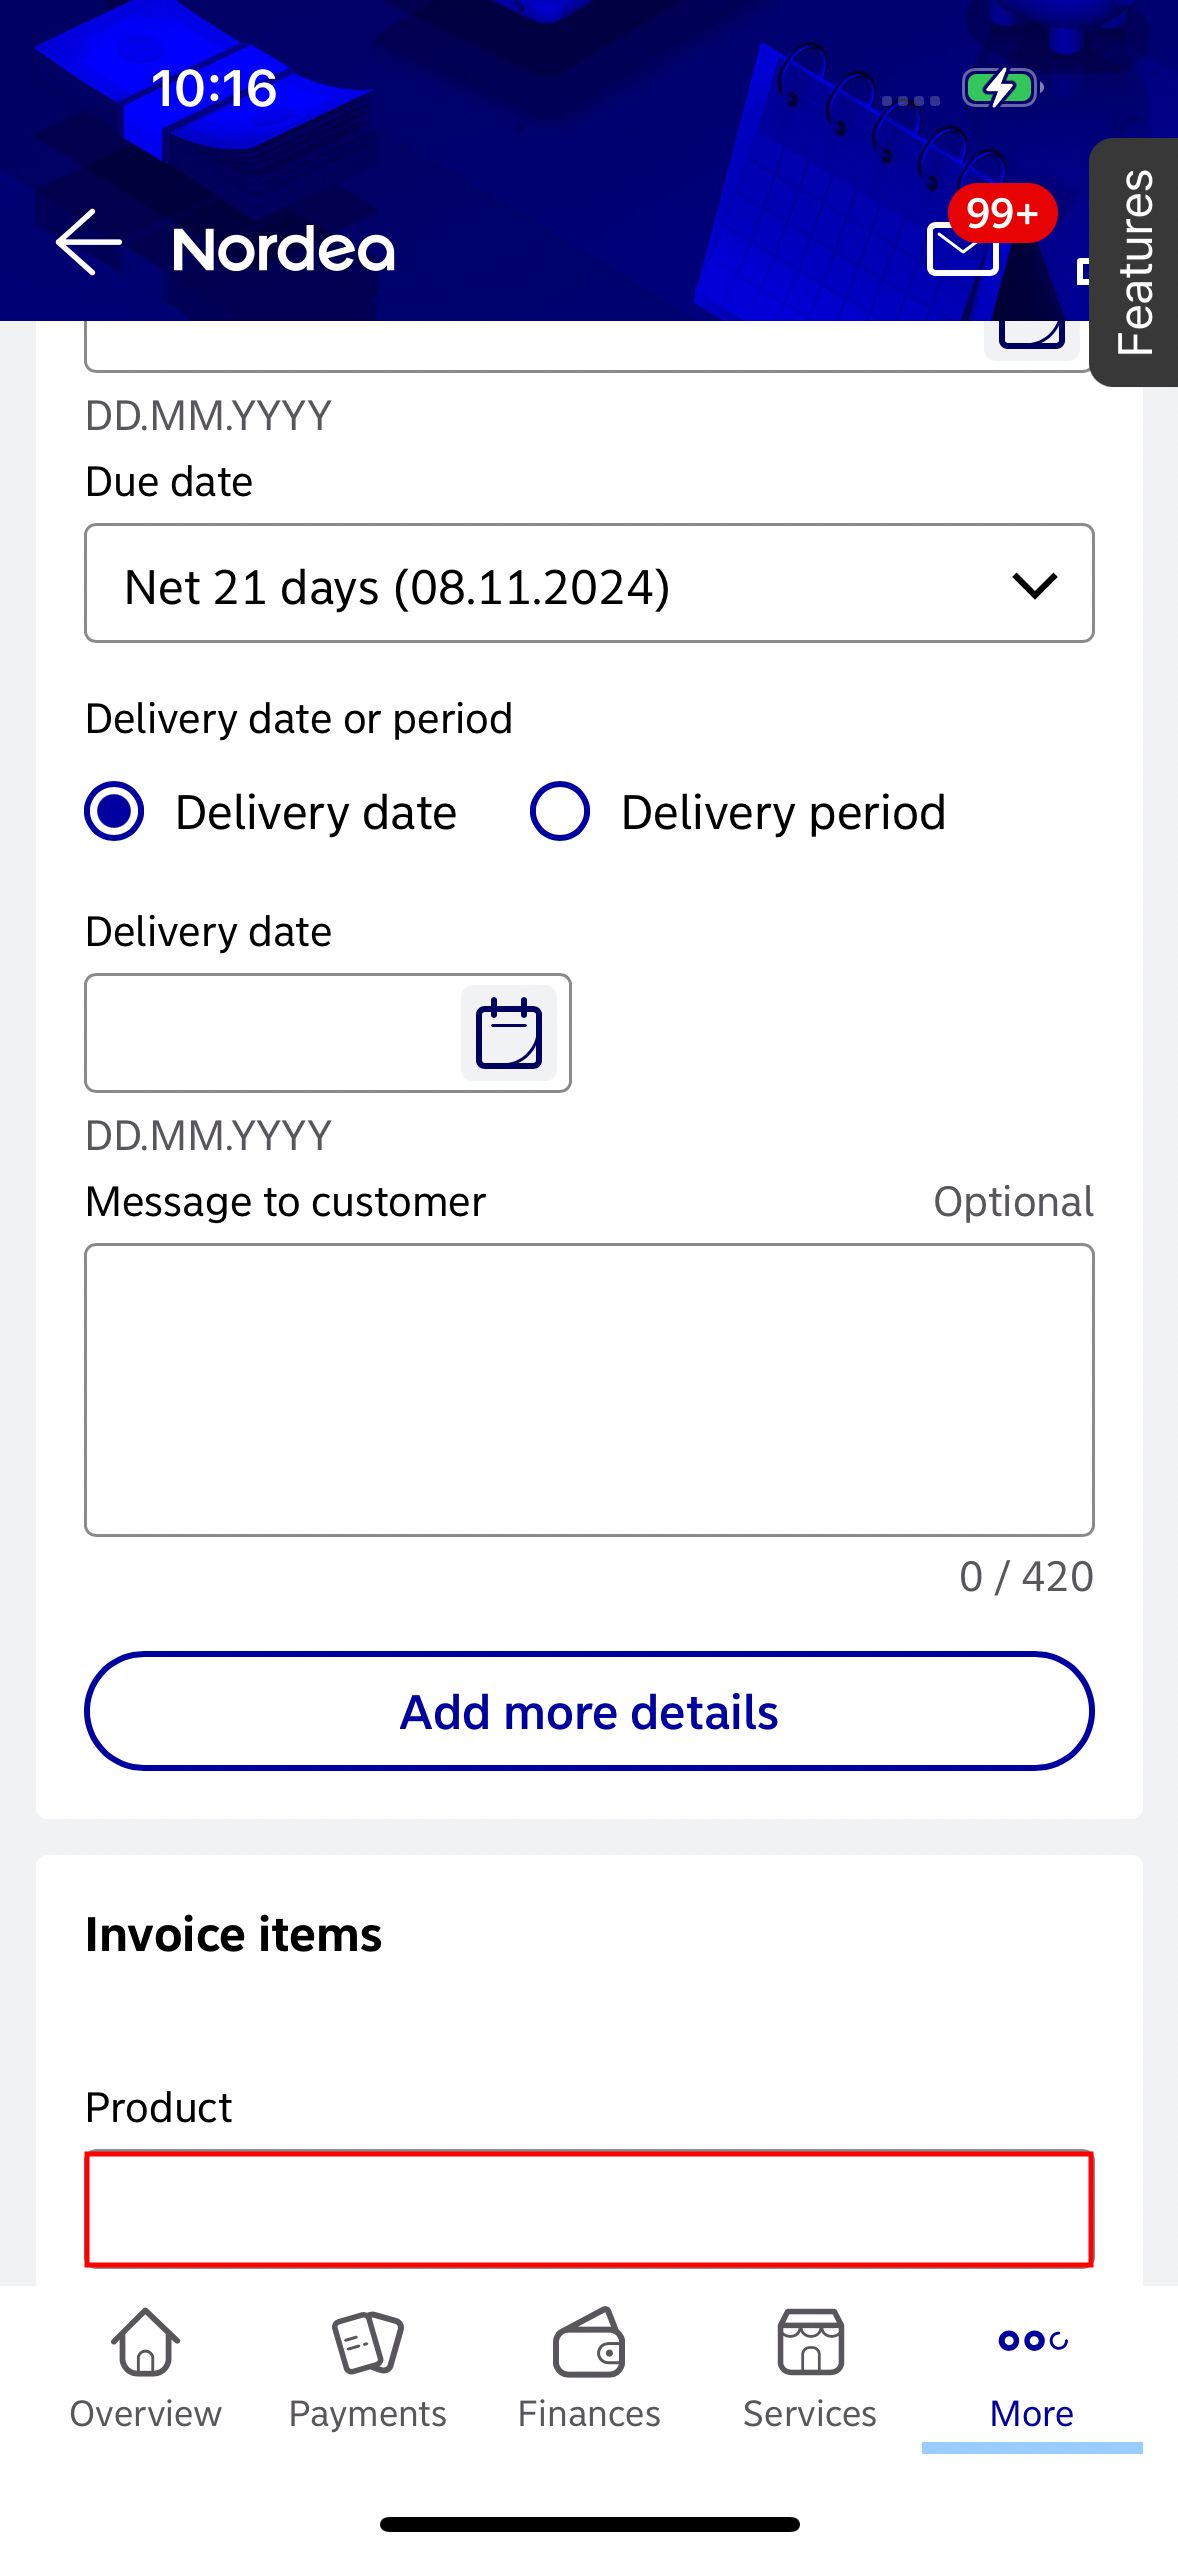 10:16
Nordea
99+
Features
DD.MM.YYYY
Due date
Net 21 days (08.11.2024)
Delivery date or period
Delivery date
Delivery period
Delivery date
DD.MM.YYYY
Message to customer
Optional
0 / 420
Add more details
Invoice items
Product
Overview
Payments
Finances
Services
More